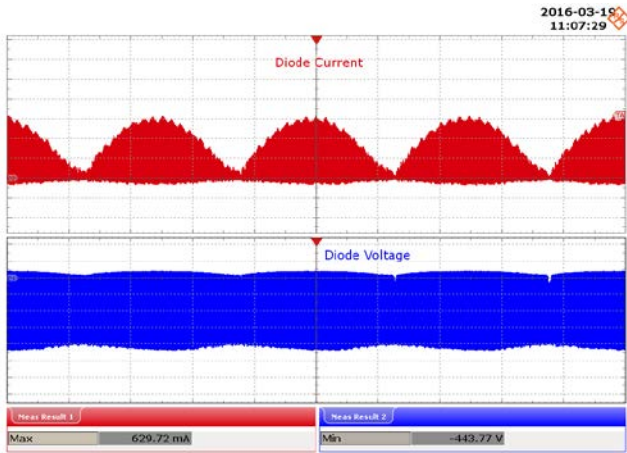 2016-03-19
11:07:29
Diode Current
Diode Voltage
Meas Result 1
Meas Result 2
Max 629.72 mA
Min -443.77 V